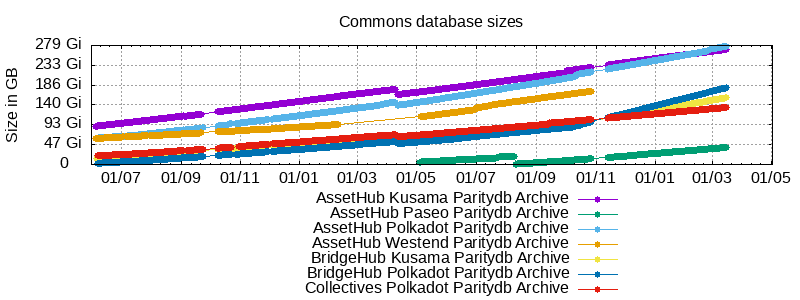 Commons database sizes
Size in GB
279 Gi
233 Gi
186 Gi
140 Gi
93 Gi
47 Gi
0
01/07 01/09 01/11 01/01 01/03 01/05 01/07 01/09 01/11 01/01 01/03 01/05
AssetHub Kusama Paritydb Archive
AssetHub Paseo Paritydb Archive
AssetHub Polkadot Paritydb Archive
AssetHub Westend Paritydb Archive
BridgeHub Kusama Paritydb Archive
BridgeHub Polkadot Paritydb Archive
Collectives Polkadot Paritydb Archive